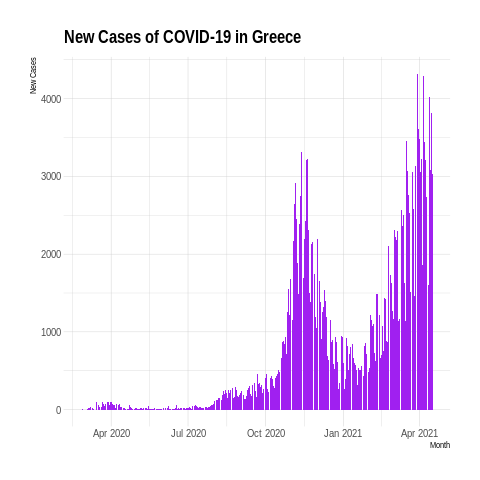 New Cases of COVID-19 in Greece
New Cases
4000
3000
2000
1000
0
Apr 2020 Jul 2020 Oct 2020 Jan 2021 Apr 2021
Month